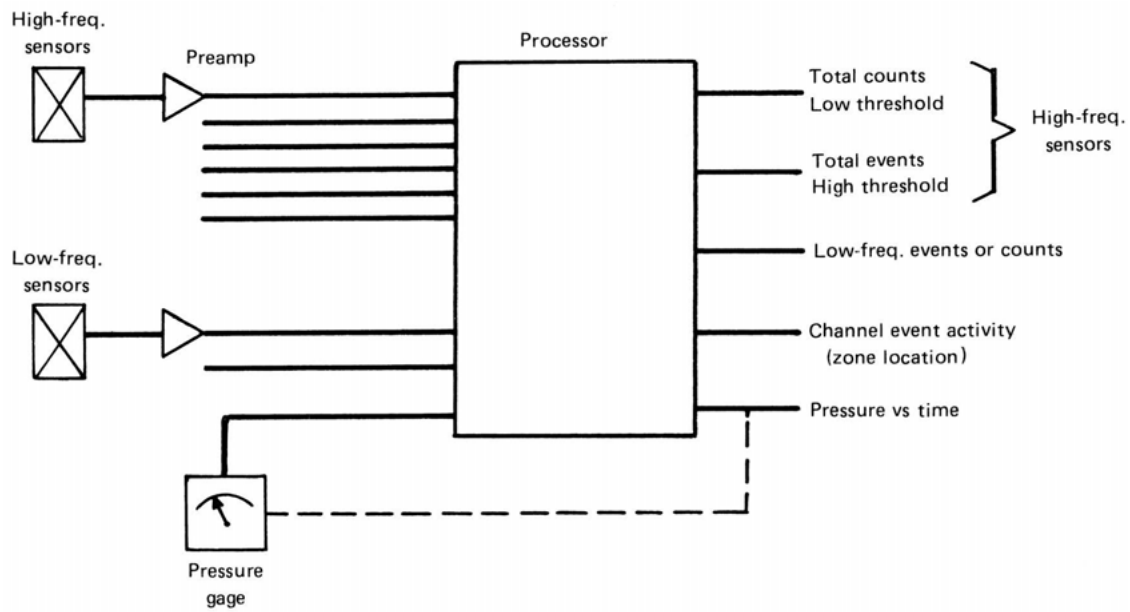 High-freq.
sensors
Preamp
Processor
Total counts
Low threshold
High-freq.
sensors
Total events
High threshold
Low-freq. events or counts
Low-freq.
sensors
Channel event activity
(zone location)
Pressure vs time
Pressure
gage